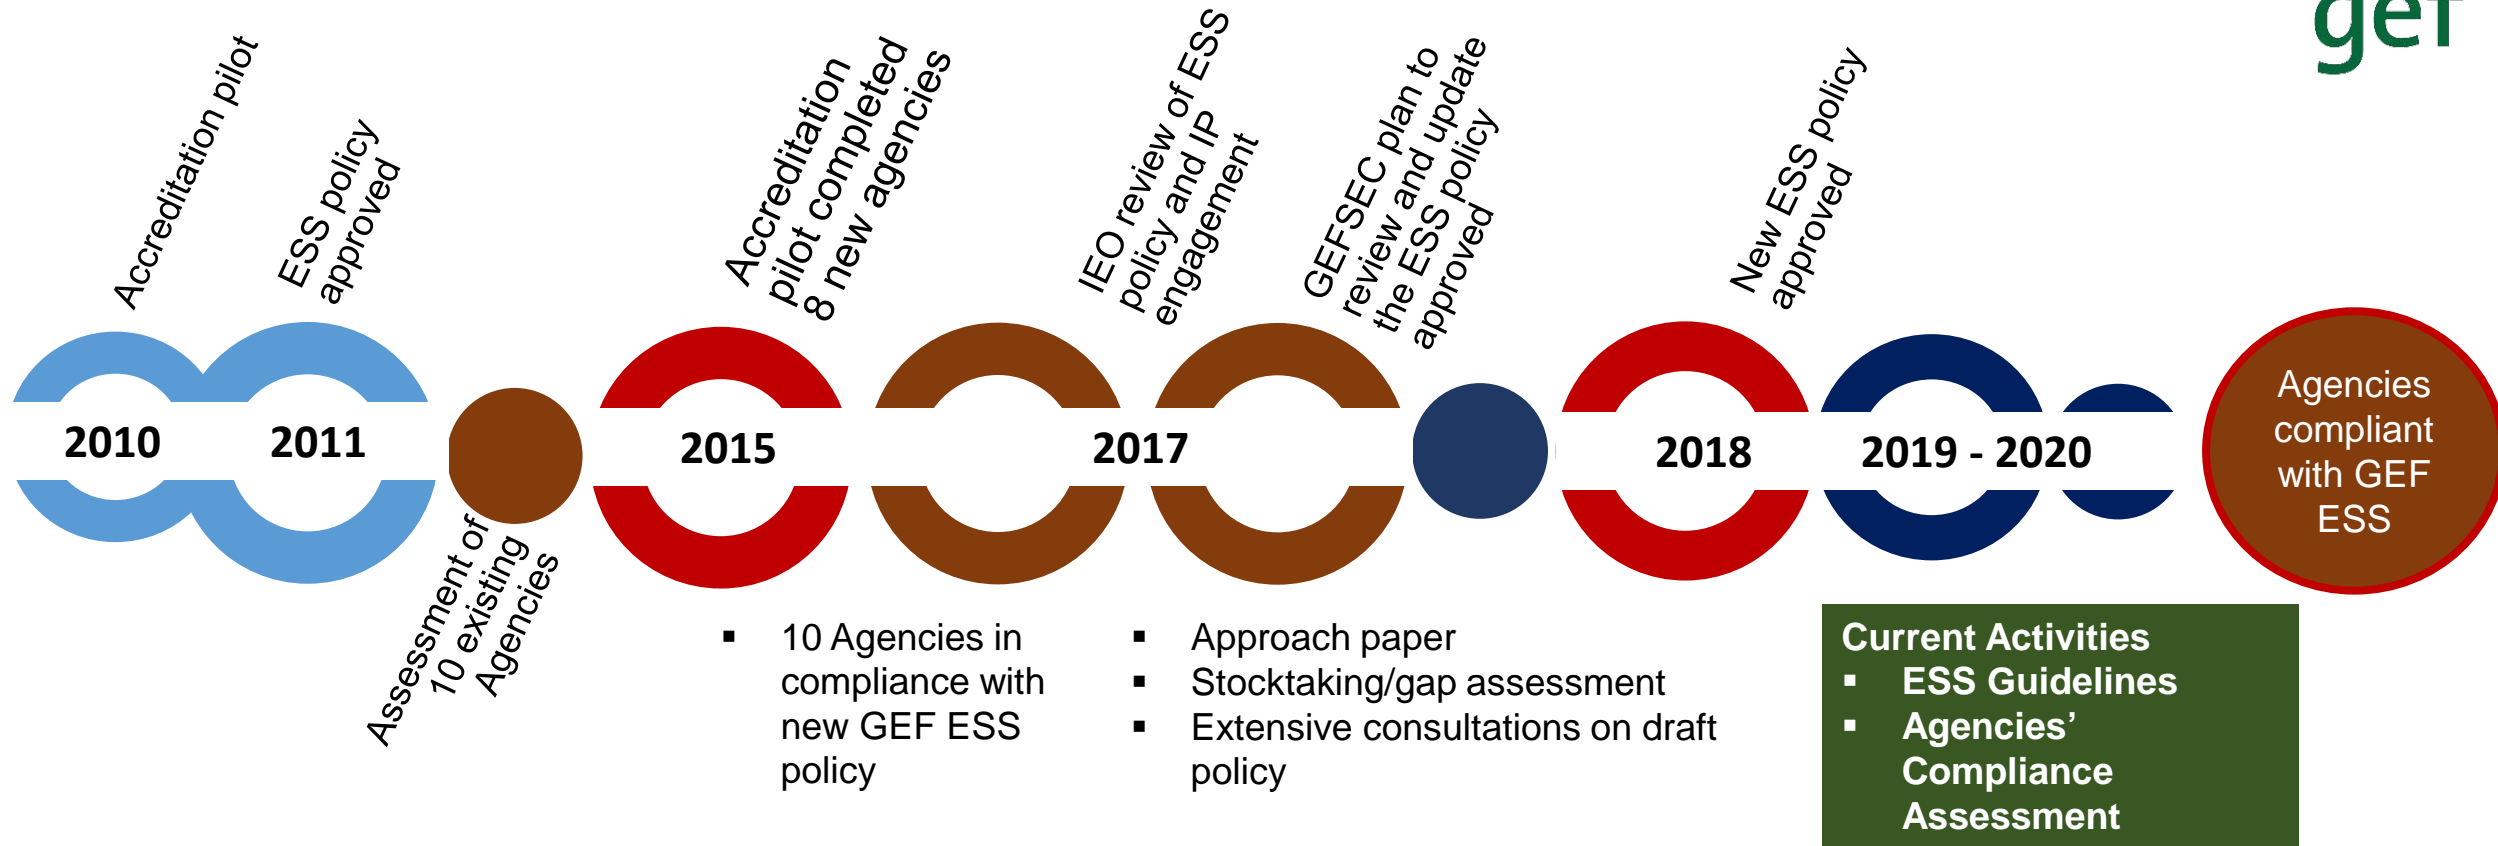 gef
Accreditation pilot
ESS policy
approved
Accreditation
pilot completed
8 new agencies
IEO review of ESS
policy and IP
engagement
GEFSEC plan to
review and update
the ESS policy
approved
New ESS policy
approved
2010
2011
2015
2017
2018
2019 - 2020
Agencies
compliant
with GEF
ESS
Assessment of
10 existing
Agencies
▪ 10 Agencies in
compliance with
new GEF ESS
policy
▪ Approach paper
▪ Stocktaking/gap assessment
▪ Extensive consultations on draft
policy
Current Activities
▪ ESS Guidelines
▪ Agencies’
Compliance
Assessment